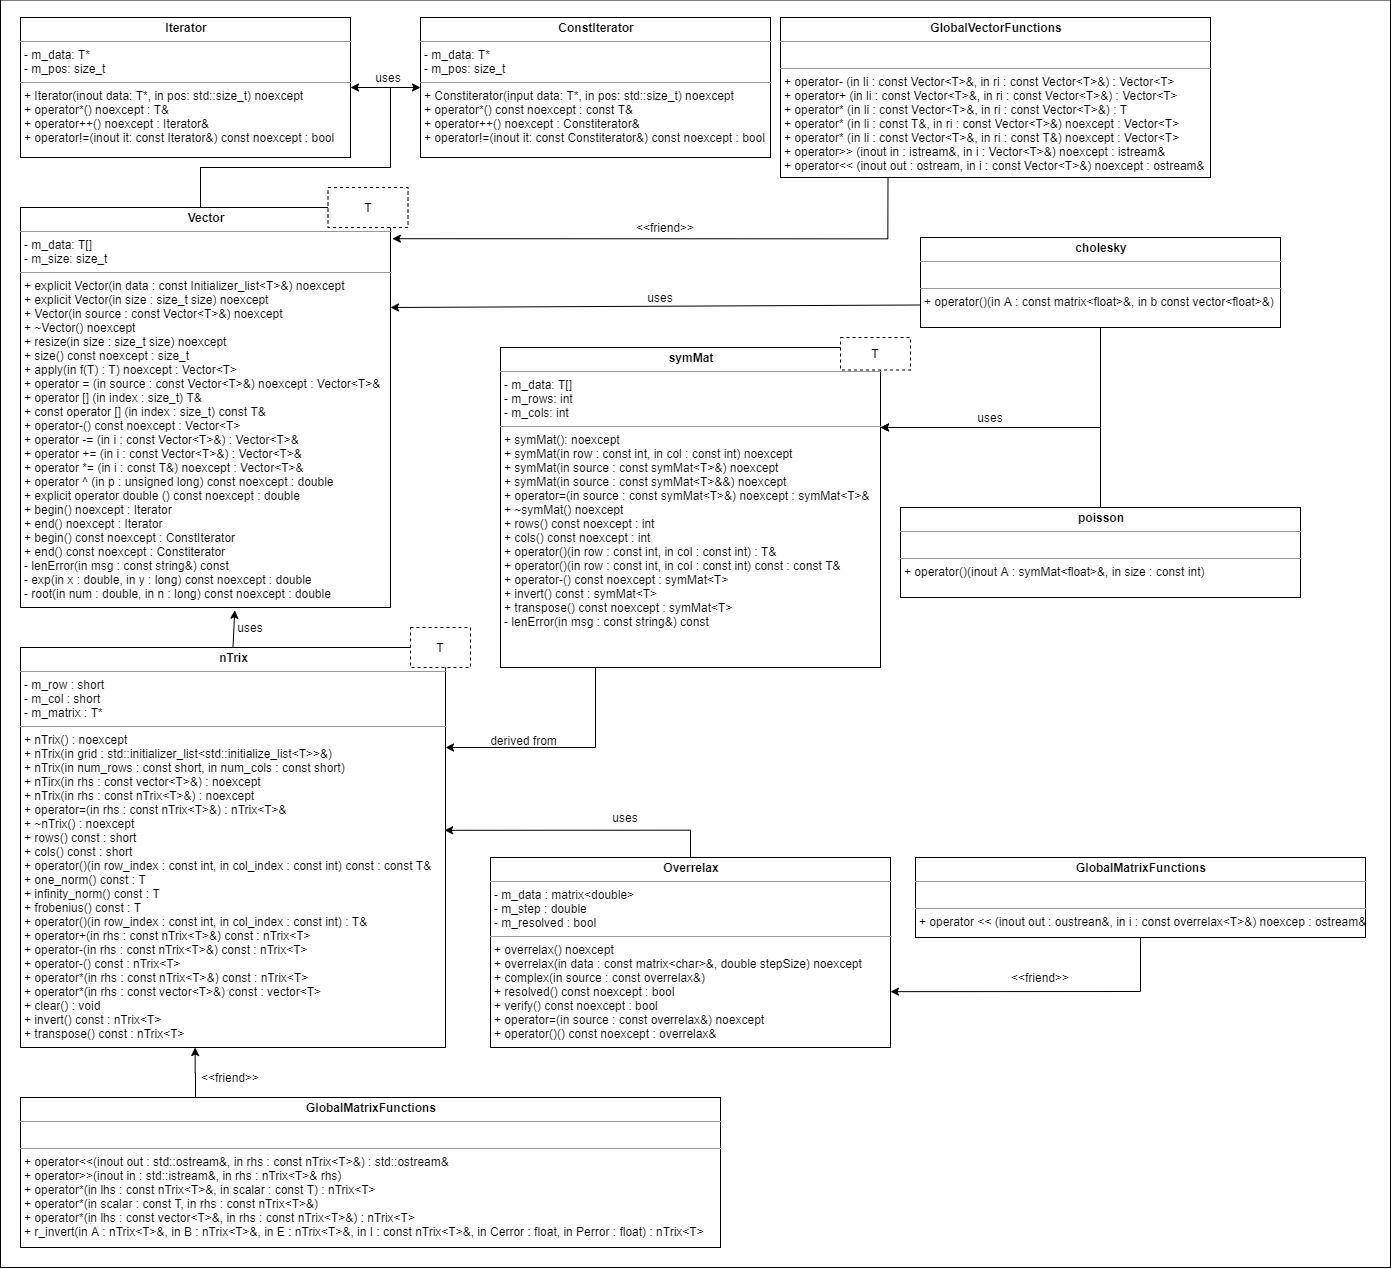 Iterator
- m_data: T*
- m_pos: size_t
+ Iterator(inout data: T*, in pos: std::size_t) noexcept
+ operator*() noexcept : T&
+ operator++() noexcept : Iterator&
+ operator!=(inout it: const Iterator&) const noexcept : bool
uses
ConstIterator
- m_data: T*
- m_pos: size_t
+ Constiterator(input data: T*, in pos: std::size_t) noexcept
+ operator*() const noexcept : const T&
+ operator++() noexcept : Constiterator&
+ operator!=(inout it: const Constiterator&) const noexcept : bool
GlobalVectorFunctions
+ operator- (in li : const Vector<T>&, in ri : const Vector<T>&) : Vector<T>
+ operator+ (in li : const Vector<T>&, in ri : const Vector<T>&) : Vector<T>
+ operator* (in li : const Vector<T>&, in ri : const Vector<T>&) : T
+ operator* (in li : const T&, in ri : const Vector<T>&) noexcept : Vector<T>
+ operator* (in li : const Vector<T>&, in ri : const T&) noexcept : Vector<T>
+ operator>> (inout in : istream&, in i : Vector<T>&) noexcept : istream&
+ operator<< (inout out : ostream, in i : const Vector<T>&) noexcept : ostream&
<<friend>>
Vector
T
- m_data: T[]
- m_size: size_t
+ explicit Vector(in data : const Initializer_list<T>&) noexcept
+ explicit Vector(in size : size_t size) noexcept
+ Vector(in source : const Vector<T>&) noexcept
+ ~Vector() noexcept
+ resize(in size : size_t size) noexcept
+ size() const noexcept : size_t
+ apply(in f(T) : T) noexcept : Vector<T>
+ operator = (in source : const Vector<T>&) noexcept : Vector<T>&
+ operator [] (in index : size_t) T&
+ const operator [] (in index : size_t) const T&
+ operator-() const noexcept : Vector<T>
+ operator -= (in i : const Vector<T>&) : Vector<T>&
+ operator += (in i : const Vector<T>&) : Vector<T>&
+ operator *= (in i : const T&) noexcept : Vector<T>&
+ operator ^ (in p : unsigned long) const noexcept : double
+ explicit operator double () const noexcept : double
+ begin() noexcept : Iterator
+ end() noexcept : Iterator
+ begin() const noexcept : ConstIterator
+ end() const noexcept : Constiterator
- lenError(in msg : const string&) const
- exp(in x : double, in y : long) const noexcept : double
- root(in num : double, in n : long) const noexcept : double
uses
cholesky
+ operator()(in A : const matrix<float>&, in b const vector<float>&)
symMat
T
- m_data: T[]
- m_rows: int
- m_cols: int
+ symMat(): noexcept
+ symMat(in row : const int, in col : const int) noexcept
+ symMat(in source : const symMat<T>&) noexcept
+ symMat(in source : const symMat<T>&&) noexcept
+ operator=(in source : const symMat<T>&) noexcept : symMat<T>&
+ ~symMat() noexcept
+ rows() const noexcept : int
+ cols() const noexcept : int
+ operator()(in row : const int, in col : const int) : T&
+ operator()(in row : const int, in col : const int) const : const T&
+ operator-() const noexcept : symMat<T>
+ invert() const : symMat<T>
+ transpose() const noexcept : symMat<T>
- lenError(in msg : const string&) const
uses
poisson
+ operator()(inout A : symMat<float>&, in size : const int)
uses
nTrix
T
- m_row : short
- m_col : short
- m_matrix : T*
+ nTrix() : noexcept
+ nTrix(in grid : std::initializer_list<std::initialize_list<T>>&)
+ nTrix(in num_rows : const short, in num_cols : const short)
+ nTirx(in rhs : const vector<T>&) : noexcept
+ nTrix(in rhs : const nTrix<T>&) : noexcept
+ operator=(in rhs : const nTrix<T>&) : nTrix<T>&
+ ~nTrix() : noexcept
+ rows() const : short
+ cols() const : short
+ operator()(in row_index : const int, in col_index : const int) const : const T&
+ one_norm() const : T
+ infinity_norm() const : T
+ frobenius() const : T
+ operator()(in row_index : const int, in col_index : const int) : T&
+ operator+(in rhs : const nTrix<T>&) const : nTrix<T>
+ operator-(in rhs : const nTrix<T>&) const : nTrix<T>
+ operator-() const : nTrix<T>
+ operator*(in rhs : const nTrix<T>&) const : nTrix<T>
+ operator*(in rhs : const vector<T>&) const : vector<T>
+ clear() : void
+ invert() const : nTrix<T>
+ transpose() const : nTrix<T>
derived from
uses
Overrelax
- m_data : matrix<double>
- m_step : double
- m_resolved : bool
+ overrelax() noexcept
+ overrelax(in data : const matrix<char>&, double stepSize) noexcept
+ complex(in source : const overrelax&)
+ resolved() const noexcept : bool
+ verify() const noexcept : bool
+ operator=(in source : const overrelax&) noexcept
+ operator()() const noexcept : overrelax&
GlobalMatrixFunctions
+ operator << (inout out : oustrean&, in i : const overrelax<T>&) noexcep : ostream&
<<friend>>
<<friend>>
GlobalMatrixFunctions
+ operator<<(inout out : std::ostream&, in rhs : const nTrix<T>&) : std::ostream&
+ operator>>(inout in : std::istream&, in rhs : nTrix<T>& rhs)
+ operator*(in lhs : const nTrix<T>&, in scalar : const T) : nTrix<T>
+ operator*(in scalar : const T, in rhs : const nTrix<T>&)
+ operator*(in lhs : const vector<T>&, in rhs : const nTrix<T>&) : nTrix<T>
+ r_invert(in A : nTrix<T>&, in B : nTrix<T>&, in E : nTrix<T>&, in I : const nTrix<T>&, in Cerror : float, in Perror : float) : nTrix<T>